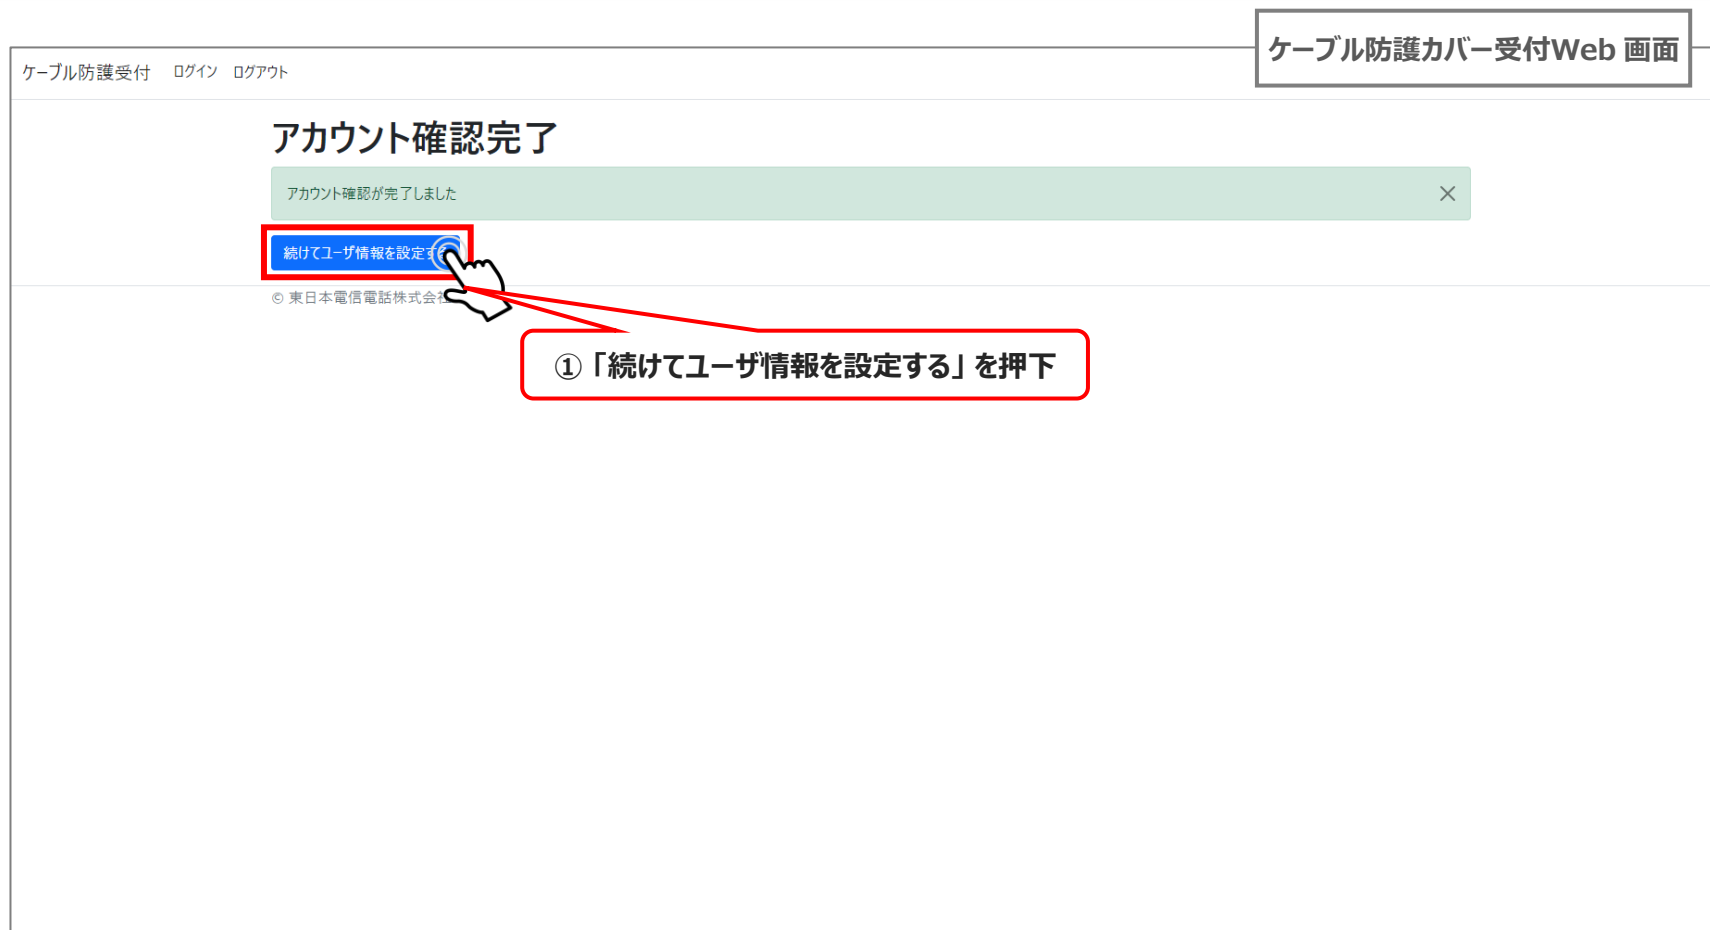 ケーブル防護カバー受付Web 画面
ケーブル防護受付 ログイン ログアウト
アカウント確認完了
アカウント確認が完了しました
続けてユーザ情報を設定する
© 東日本電信電話株式会社
①「続けてユーザ情報を設定する」を押下